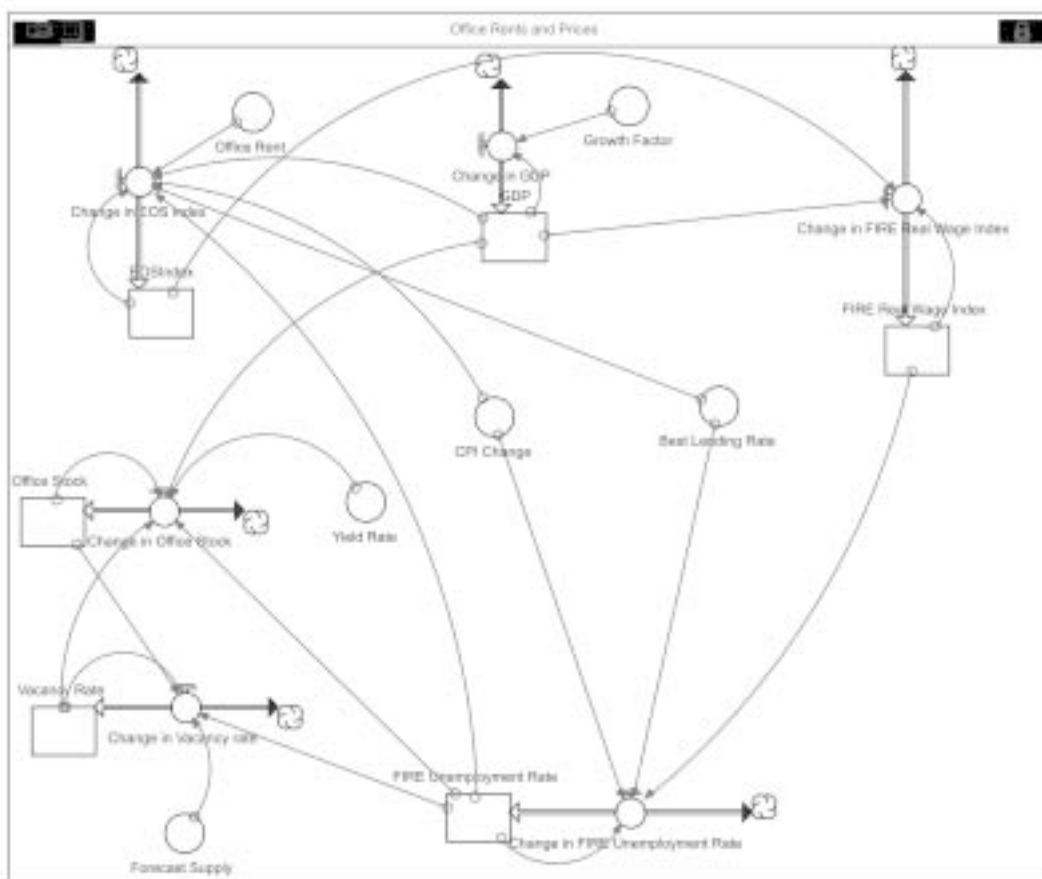 Office Rents and Prices
Office Rent
Growth Factor
Change in GDP
GDP
Change in EOS Index
Change in FIRE Real Wage Index
EOSIndex
FIRE Real Wage Index
CPI Change
Best Lending Rate
Office Stock
Yield Rate
Change in Office Stock
Vacancy Rate
Change in Vacancy rate
FIRE Unemployment Rate
Change in FIRE Unemployment Rate
Forecast Supply